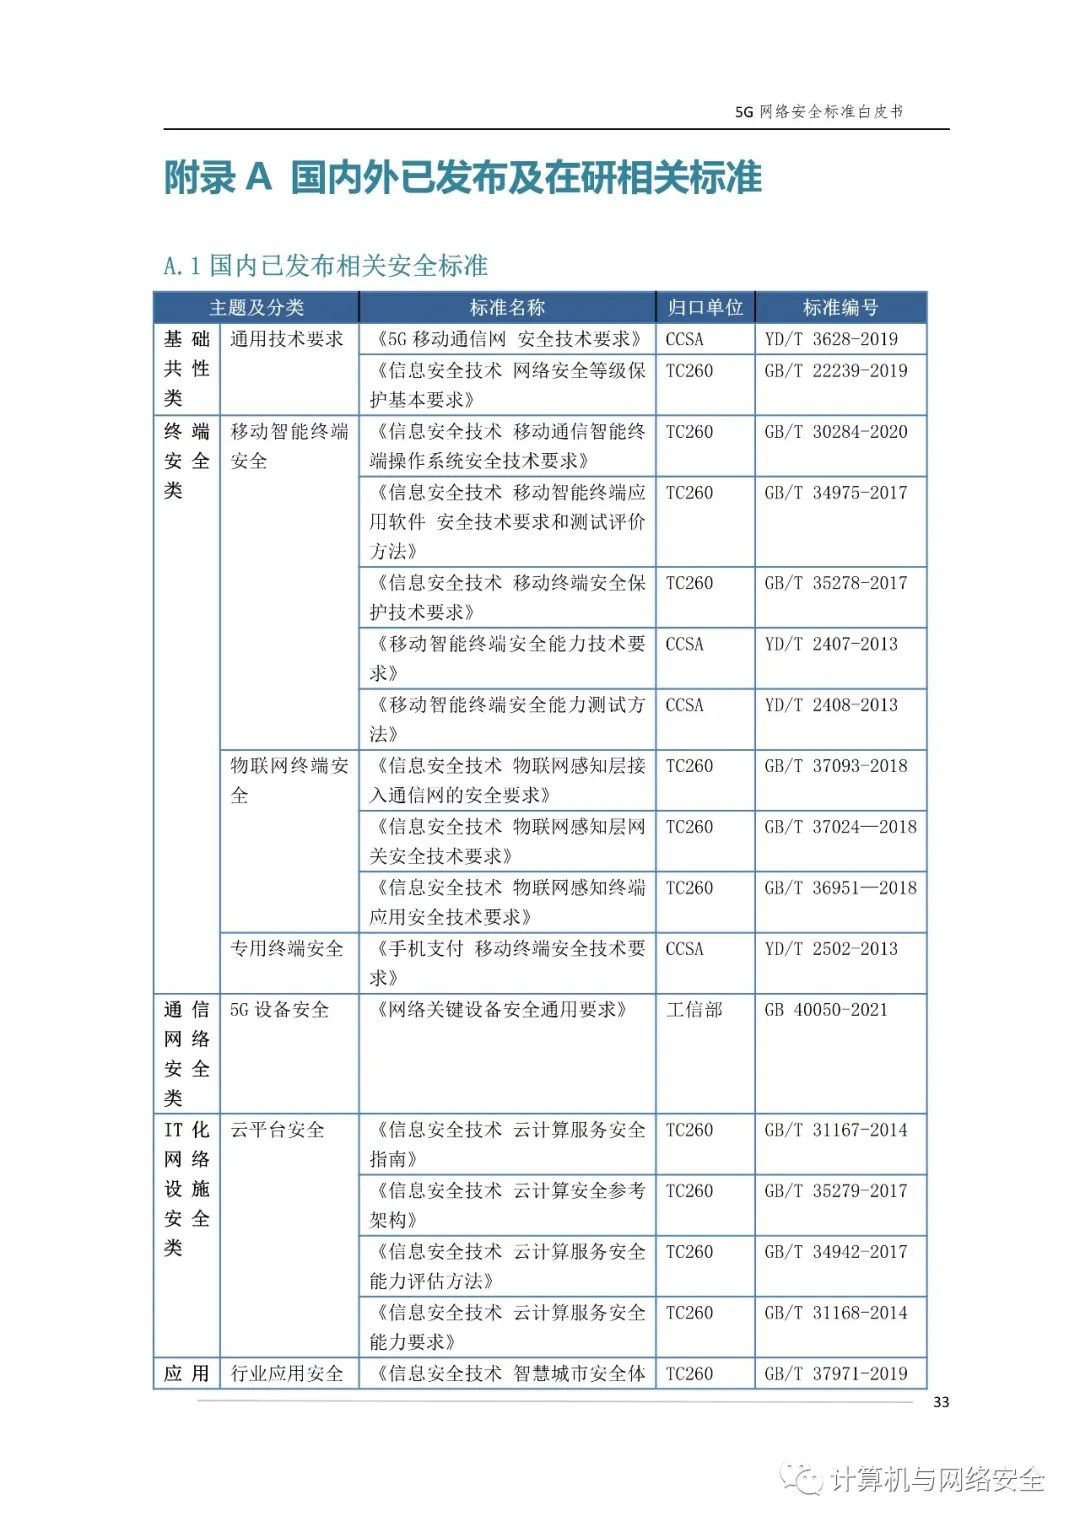 5G 网络安全标准白皮书
附录 A 国内外已发布及在研相关标准
A.1 国内已发布相关安全标准
主题及分类 标准名称 归口单位 标准编号
基础 通用技术要求 《5G 移动通信网 安全技术要求》 CCSA YD/T 3628-2019
共性 《信息安全技术 网络安全等级保 TC260 GB/T 22239-2019
类 护基本要求》
终端 移动智能终端 《信息安全技术 移动通信智能终 TC260 GB/T 30284-2020
安全 安全 端操作系统安全技术要求》
类 《信息安全技术 移动智能终端应 TC260 GB/T 34975-2017
用软件 安全技术要求和测试评价
方法》
《信息安全技术 移动终端安全保 TC260 GB/T 35278-2017
护技术要求》
《移动智能终端安全能力技术要 CCSA YD/T 2407-2013
求》
《移动智能终端安全能力测试方 CCSA YD/T 2408-2013
法》
物联网终端安 《信息安全技术 物联网感知层接 TC260 GB/T 37093-2018
全 入通信网的安全要求》
《信息安全技术 物联网感知层网 TC260 GB/T 37024—2018
关安全技术要求》
《信息安全技术 物联网感知终端 TC260 GB/T 36951—2018
应用安全技术要求》
专用终端安全 《手机支付 移动终端安全技术要 CCSA YD/T 2502-2013
求》
通信 5G 设备安全 《网络关键设备安全通用要求》 工信部 GB 40050-2021
网络
安全
类
IT 化 云平台安全 《信息安全技术 云计算服务安全 TC260 GB/T 31167-2014
网络 指南》
设施 《信息安全技术 云计算安全参考 TC260 GB/T 35279-2017
安全 架构》
类 《信息安全技术 云计算服务安全 TC260 GB/T 34942-2017
能力评估方法》
《信息安全技术 云计算服务安全 TC260 GB/T 31168-2014
能力要求》
应用 行业应用安全 《信息安全技术 智慧城市安全体 TC260 GB/T 37971-2019
33
计算机与网络安全